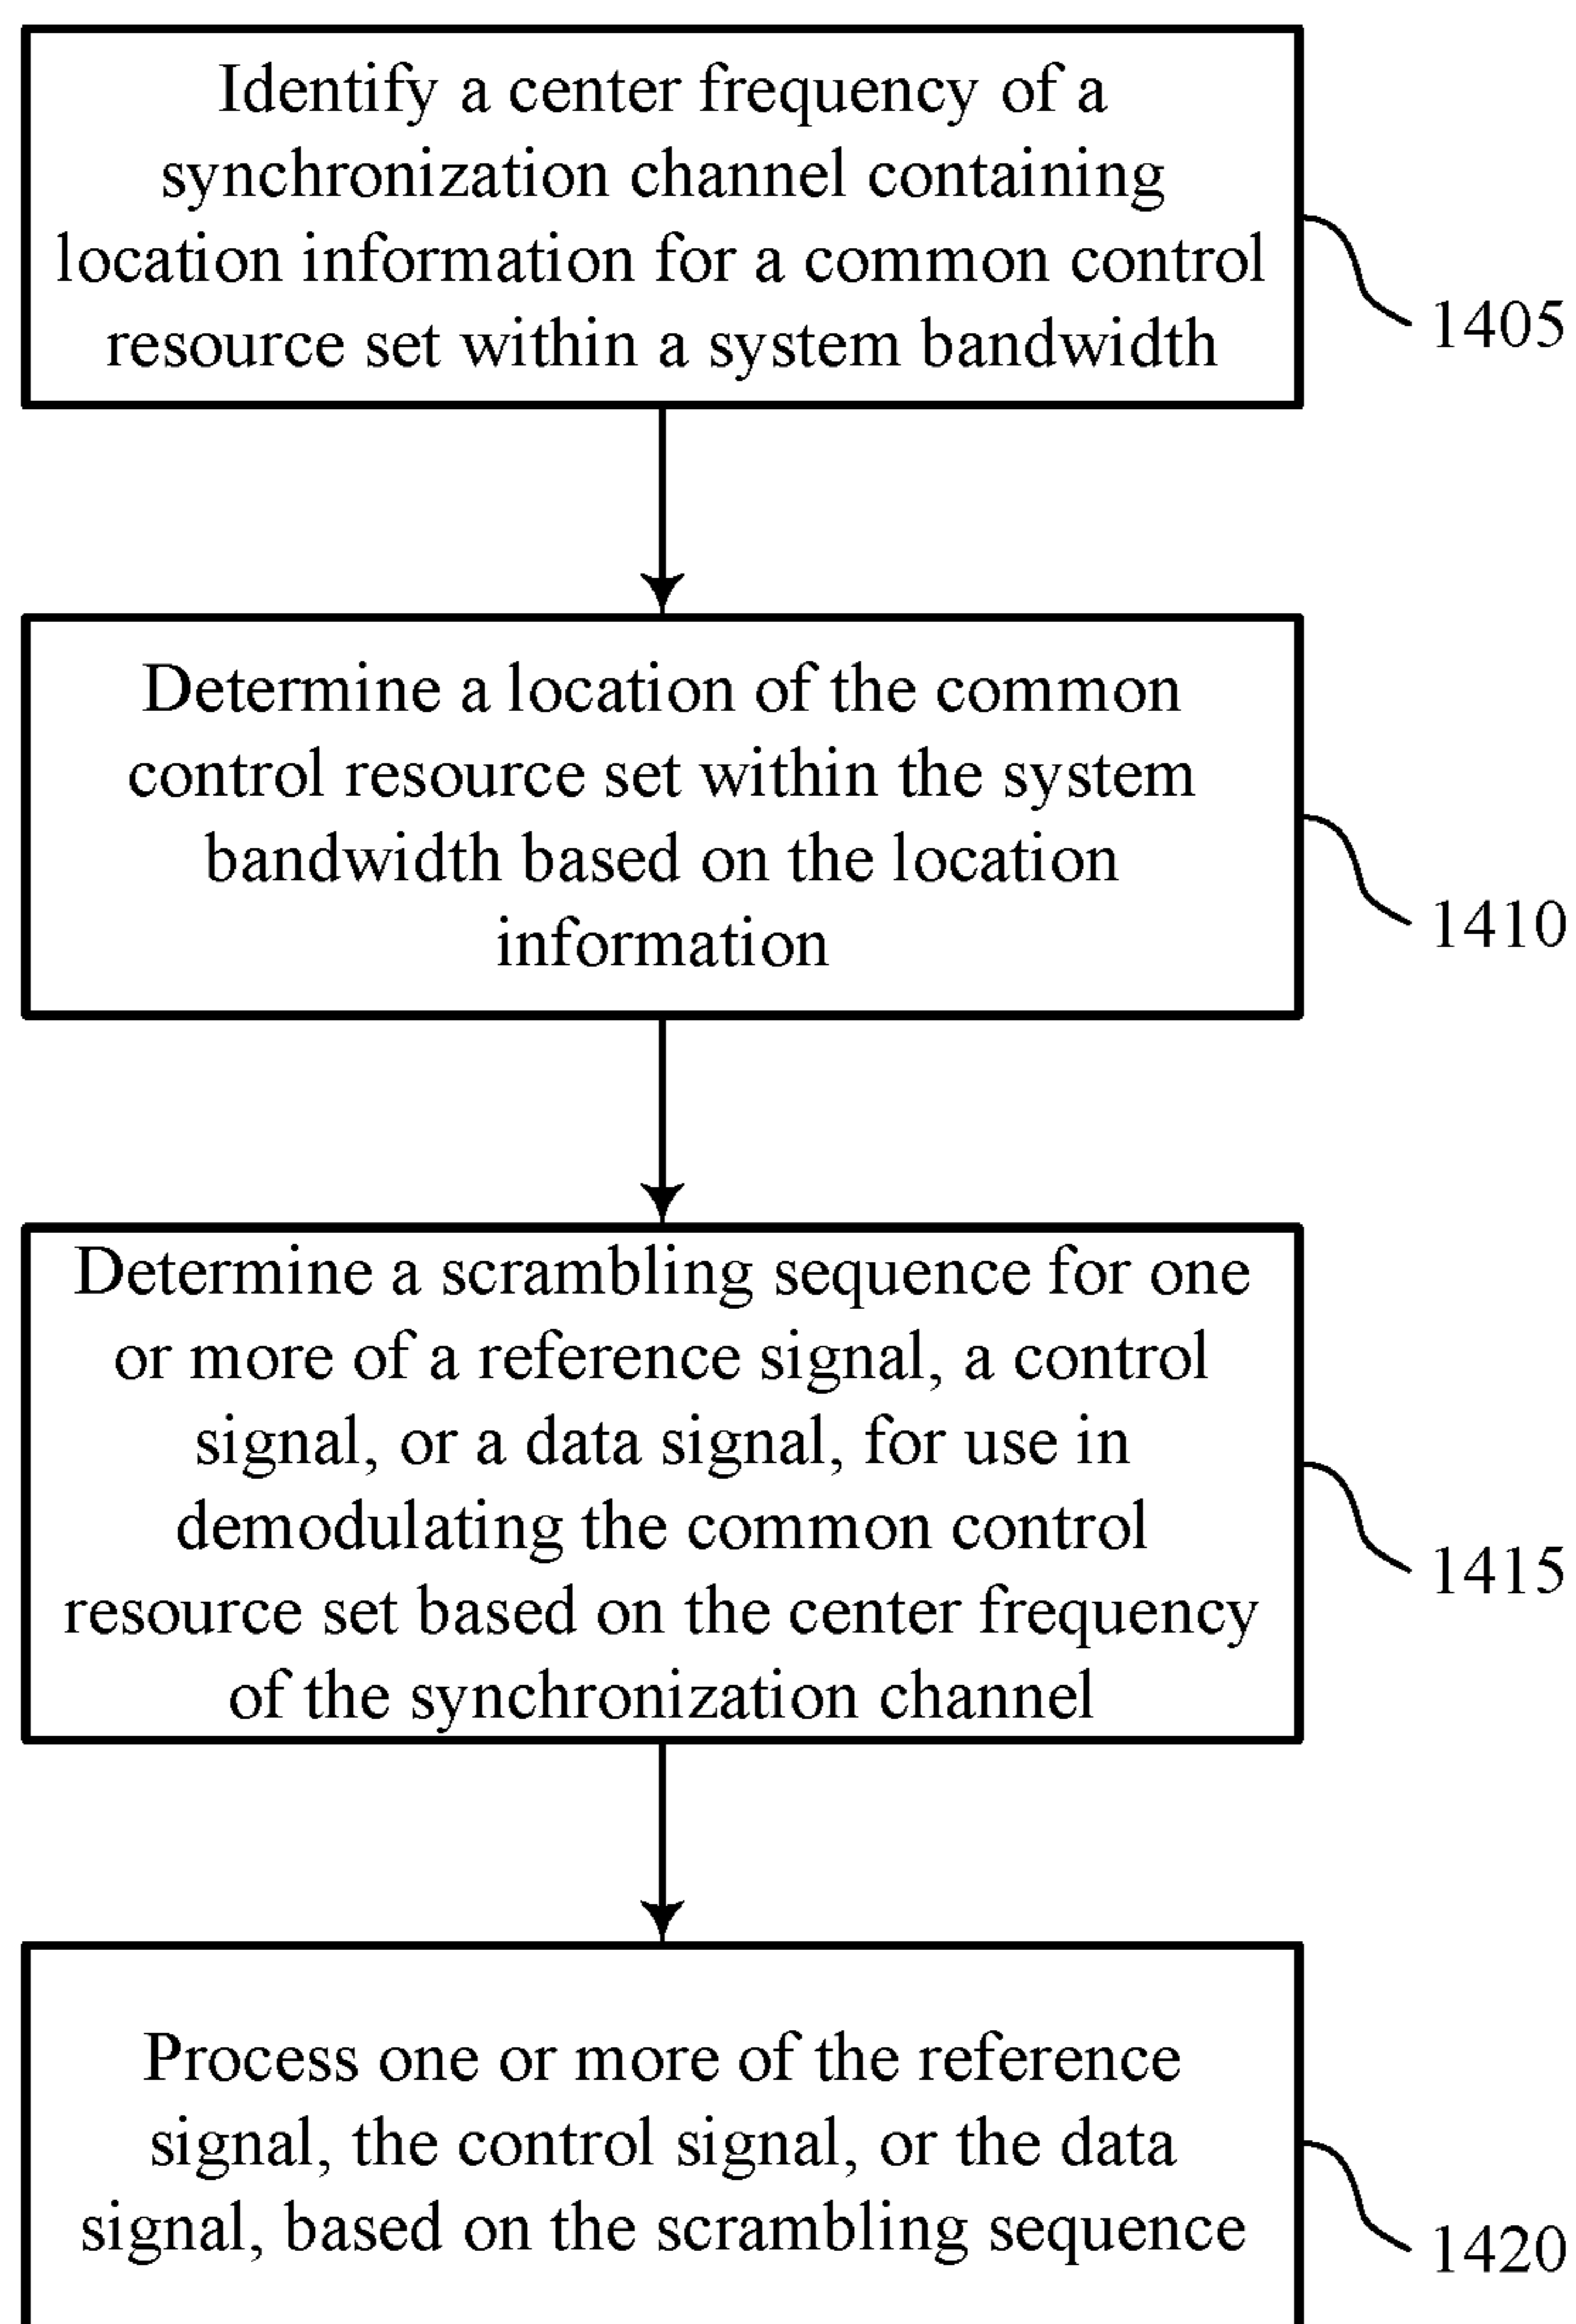 Identify a center frequency of a
synchronization channel containing
location information for a common control
resource set within a system bandwidth
1405
Determine a location of the common
control resource set within the system
bandwidth based on the location
information
1410
Determine a scrambling sequence for one
or more of a reference signal, a control
signal, or a data signal, for use in
demodulating the common control
resource set based on the center frequency
of the synchronization channel
1415
Process one or more of the reference
signal, the control signal, or the data
signal, based on the scrambling sequence
1420